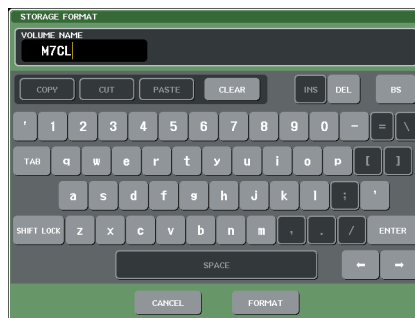 STORAGE FORMAT
VOLUME NAME
M7CL
COPY CUT PASTE CLEAR INS DEL BS
' 1 2 3 4 5 6 7 8 9 0 - = \
TAB q w e r t y u i o p [ ]
a s d f g h j k l ; '
SHIFT LOCK z x c v b n m , . / ENTER
SPACE ← →
CANCEL FORMAT